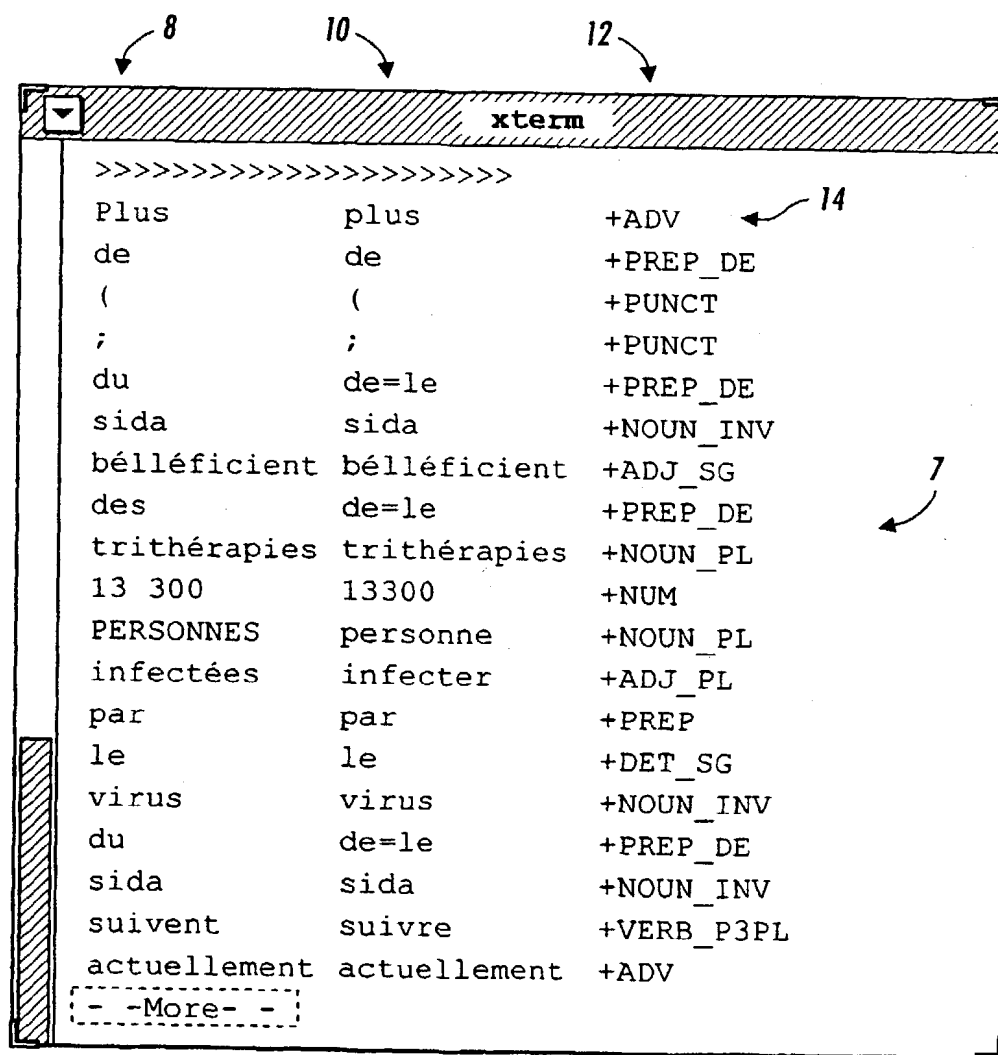 8 10 12
xterm
>>>>>>>>>>>>>>>>>>>>>>
Plus plus +ADV 14
de de +PREP_DE
( ( +PUNCT
; ; +PUNCT
du de=le +PREP_DE
sida sida +NOUN_INV
bélléficient bélléficient +ADJ_SG
des de=le +PREP_DE 7
trithérapies trithérapies +NOUN_PL
13 300 13300 +NUM
PERSONNES personne +NOUN_PL
infectées infecter +ADJ_PL
par par +PREP
le le +DET_SG
virus virus +NOUN_INV
du de=le +PREP_DE
sida sida +NOUN_INV
suivent suivre +VERB_P3PL
actuellement actuellement +ADV
- -More- -